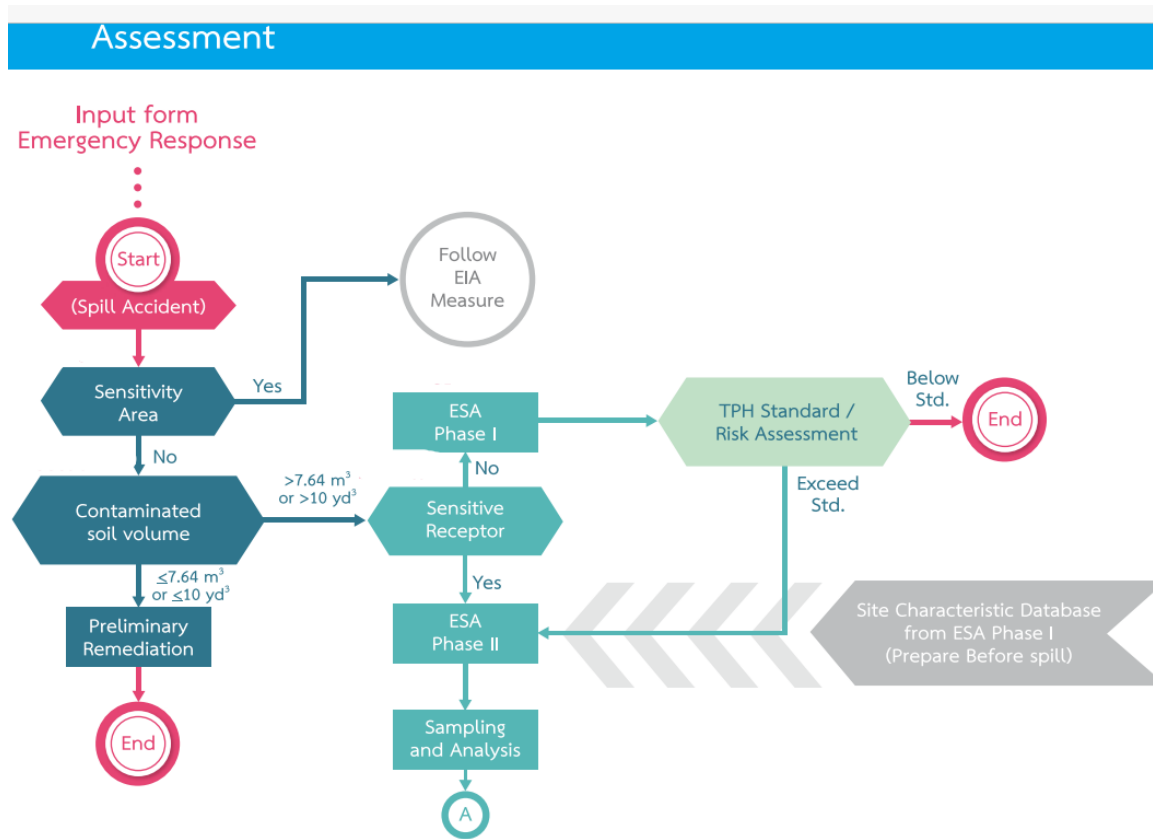 Assessment
Input form
Emergency Response
Start
(Spill Accident)
Follow
EIA
Measure
Sensitivity
Area
Yes
No
ESA
Phase I
TPH Standard /
Risk Assessment
Below
Std.
End
Contaminated
soil volume
>7.64 m³
or >10 yd³
No
Sensitive
Receptor
Exceed
Std.
≤7.64 m³
or ≤10 yd³
Yes
Preliminary
Remediation
ESA
Phase II
Site Characteristic Database
from ESA Phase I
(Prepare Before spill)
End
Sampling
and Analysis
A